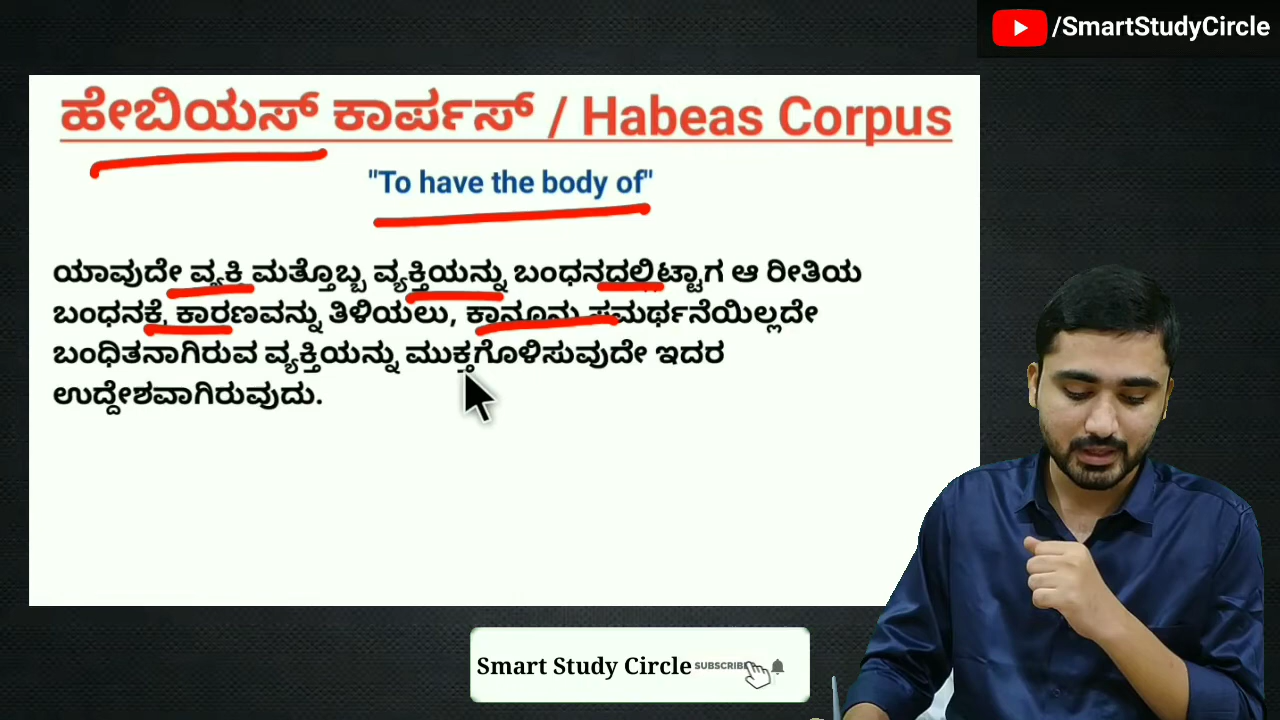 /SmartStudyCircle
ಹೇಬಿಯಸ್ ಕಾರ್ಪಸ್ / Habeas Corpus
"To have the body of"
ಯಾವುದೇ ವ್ಯಕ್ತಿ ಮತ್ತೊಬ್ಬ ವ್ಯಕ್ತಿಯನ್ನು ಬಂಧನದಲ್ಲಿಟ್ಟಾಗ ಆ ರೀತಿಯ
ಬಂಧನಕ್ಕೆ ಕಾರಣವನ್ನು ತಿಳಿಯಲು, ಕಾನೂನು ಸಮರ್ಥನೆಯಿಲ್ಲದೇ
ಬಂಧಿತನಾಗಿರುವ ವ್ಯಕ್ತಿಯನ್ನು ಮುಕ್ತಗೊಳಿಸುವುದೇ ಇದರ
ಉದ್ದೇಶವಾಗಿರುವುದು.
Smart Study Circle SUBSCRIBE